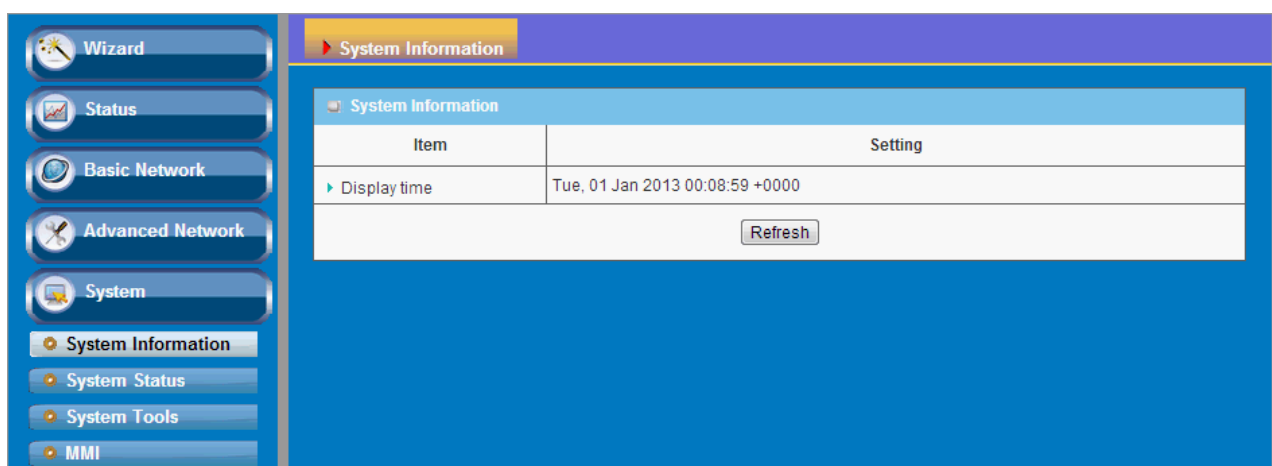 Wizard
Status
Basic Network
Advanced Network
System
System Information
System Status
System Tools
MMI
System Information
System Information
Item Setting
Display time Tue, 01 Jan 2013 00:08:59 +0000
Refresh